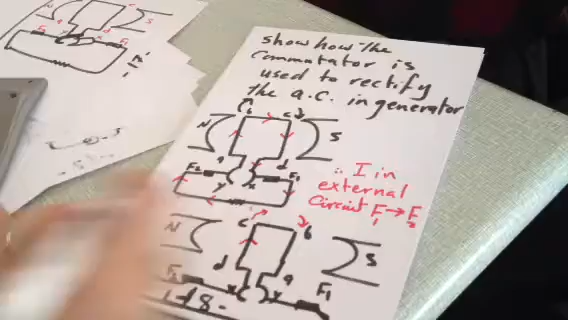 show how the
Commutator is
used to rectify
the a.c. in generator
b c
N S
a d
F2 F1
y x
∴ I in
external
Circuit F1→F2
c b
N S
d a
F2 x y F1